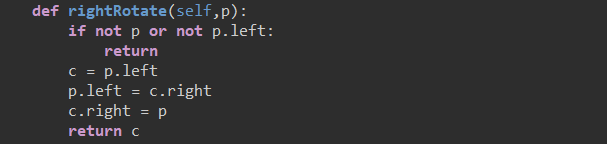 def rightRotate(self,p):
    if not p or not p.left:
        return
    c = p.left
    p.left = c.right
    c.right = p
    return c